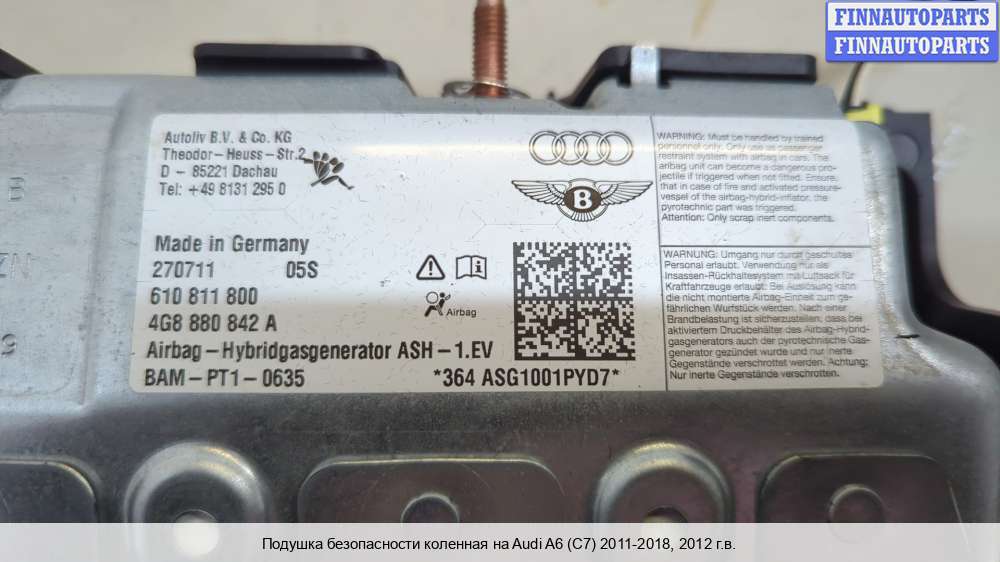 FINNAUTOPARTS
FINNAUTOPARTS
Autoliv B.V. & Co. KG
Theodor-Heuss-Str.2
D - 85221 Dachau
Tel: +49 8131 295 0
Made in Germany
270711 05S
610 811 800
4G8 880 842 A
Airbag-Hybridgasgenerator ASH-1.EV
BAM-PT1-0635 *364 ASG1001PYD7*
B
Airbag
WARNING: Must be handled by trained
personnel only. Only use as passenger
restraint system with airbag in cars. The
airbag unit can become a dangerous pro-
jectile if triggered when not fitted. Ensure
that in case of fire and activated pressure-
vessel of the airbag-hybrid-inflator, the
pyrotechnic part was triggered.
Attention: Only scrap inert components.
WARNUNG: Umgang nur durch geschultes
Personal erlaubt. Verwendung nur als
Insassen-Rückhaltesystem mit Luftsack für
Kraftfahrzeuge erlaubt. Bei Auslösung kann
die nicht montierte Airbag-Einheit zum ge-
fährlichen Wurfstück werden. Nach einer
Brandbelastung ist sicherzustellen, dass bei
aktiviertem Druckbehälter des Airbag-Hybrid-
gasgenerators auch der pyrotechnische Gas-
generator gezündet wurde und nur inerte
Gegenstände verschrottet werden. Achtung:
Nur inerte Gegenstände verschrotten.
B
Подушка безопасности коленная на Audi A6 (C7) 2011-2018, 2012 г.в.